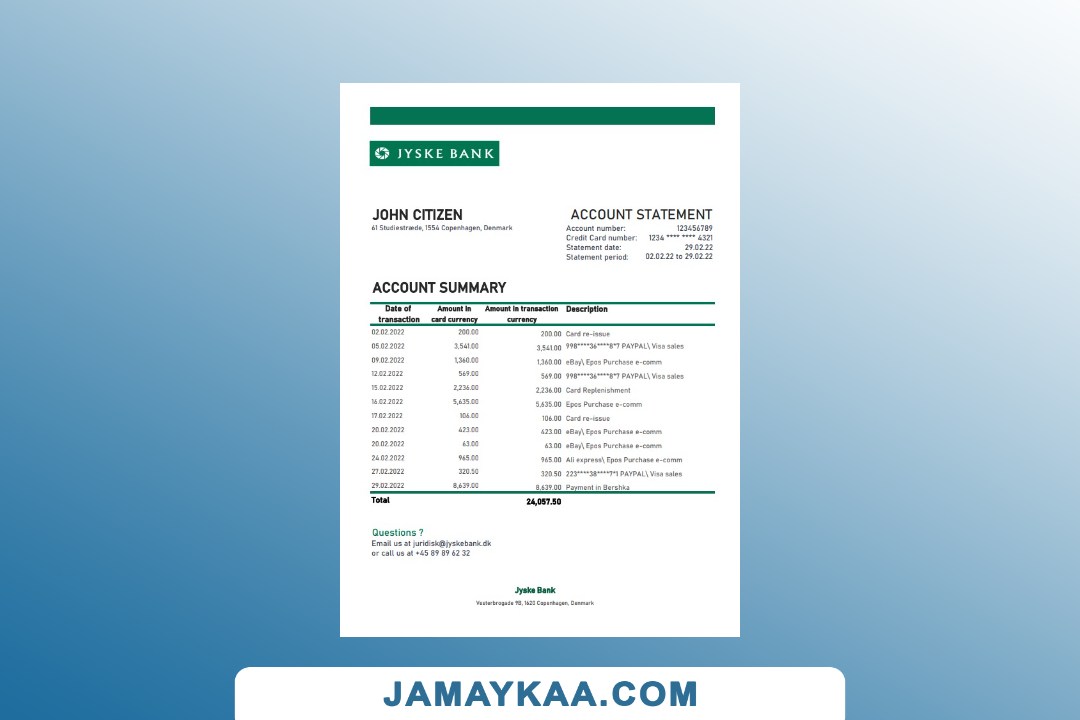 JYSKE BANK
JOHN CITIZEN
61 Studiestræde, 1554 Copenhagen, Denmark
ACCOUNT STATEMENT
Account number: 123456789
Credit Card number: 1234 **** **** 4321
Statement date: 29.02.22
Statement period: 02.02.22 to 29.02.22
ACCOUNT SUMMARY
Date of transaction Amount in card currency Amount in transaction currency Description
02.02.2022 200.00 200.00 Card re-issue
05.02.2022 3,541.00 3,541.00 998****36****8*7 PAYPAL\ Visa sales
09.02.2022 1,360.00 1,360.00 eBay\ Epos Purchase e-comm
12.02.2022 569.00 569.00 998****36****8*7 PAYPAL\ Visa sales
15.02.2022 2,236.00 2,236.00 Card Replenishment
16.02.2022 5,635.00 5,635.00 Epos Purchase e-comm
17.02.2022 106.00 106.00 Card re-issue
20.02.2022 423.00 423.00 eBay\ Epos Purchase e-comm
20.02.2022 63.00 63.00 eBay\ Epos Purchase e-comm
24.02.2022 965.00 965.00 Ali express\ Epos Purchase e-comm
27.02.2022 320.50 320.50 223****38****7*1 PAYPAL\ Visa sales
29.02.2022 8,639.00 8,639.00 Payment in Bershka
Total 24,057.50
Questions ?
Email us at juridisk@jyskebank.dk
or call us at +45 89 89 62 32
Jyske Bank
Vesterbrogade 9B, 1620 Copenhagen, Denmark
JAMAYKAA.COM